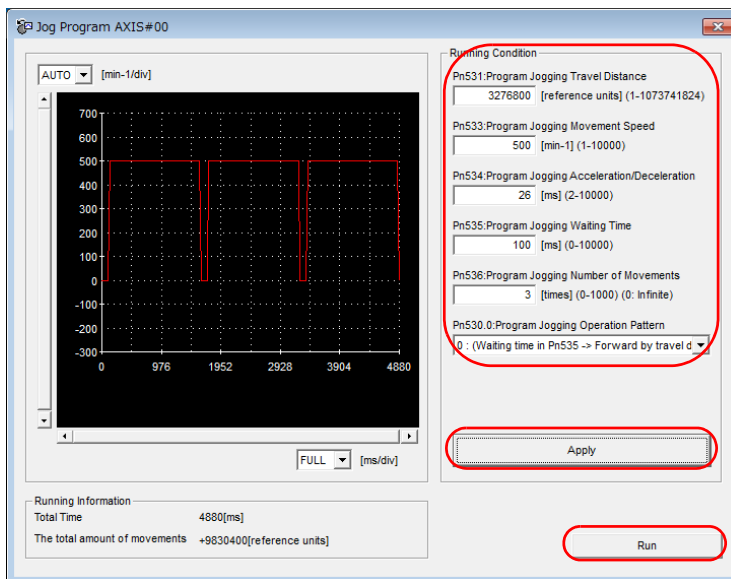 Jog Program AXIS#00
AUTO [min-1/div]
700
600
500
400
300
200
100
0
-100
-200
-300
0 976 1952 2928 3904 4880
FULL [ms/div]
Running Condition
Pn531:Program Jogging Travel Distance
3276800 [reference units] (1-1073741824)
Pn533:Program Jogging Movement Speed
500 [min-1] (1-10000)
Pn534:Program Jogging Acceleration/Deceleration
26 [ms] (2-10000)
Pn535:Program Jogging Waiting Time
100 [ms] (0-10000)
Pn536:Program Jogging Number of Movements
3 [times] (0-1000) (0: Infinite)
Pn530.0:Program Jogging Operation Pattern
0 : (Waiting time in Pn535 -> Forward by travel d
Apply
Running Information
Total Time 4880[ms]
The total amount of movements +9830400[reference units]
Run